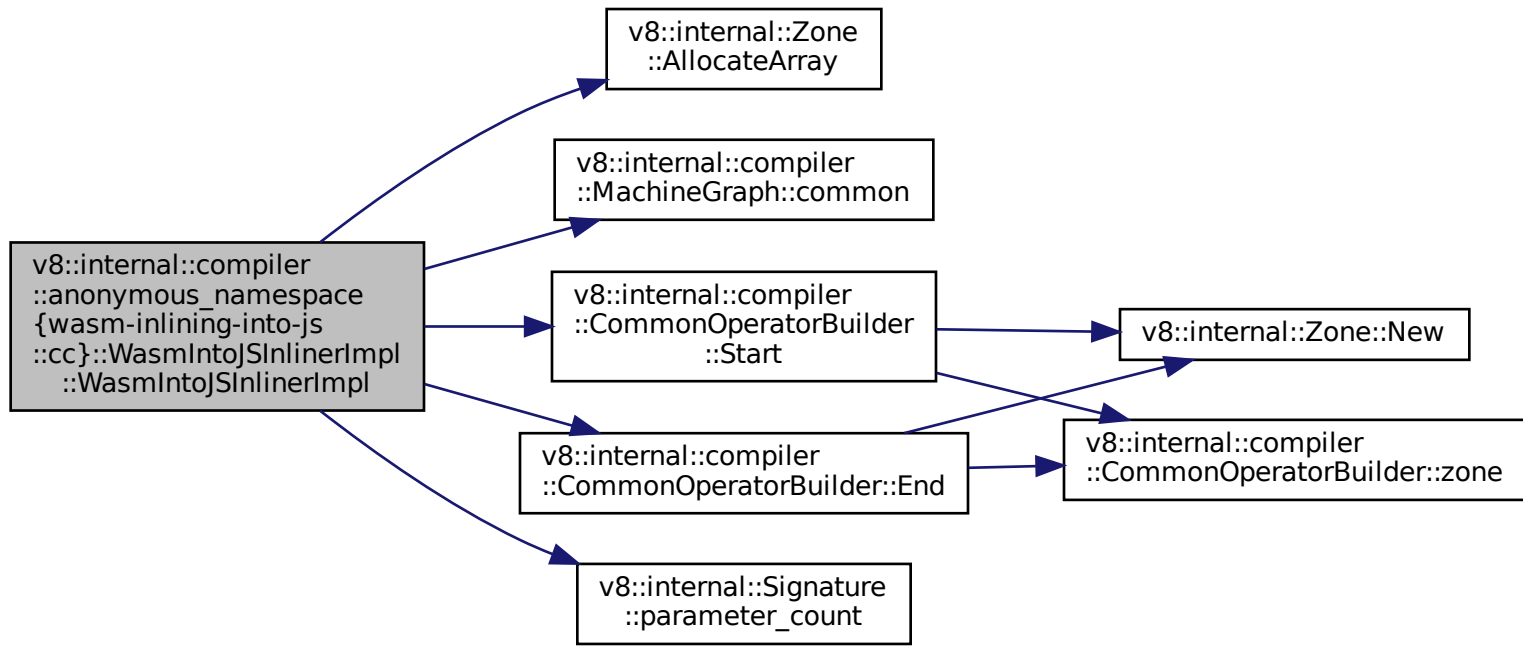 v8::internal::Zone
::AllocateArray
v8::internal::compiler
::MachineGraph::common
v8::internal::compiler
::anonymous_namespace
{wasm-inlining-into-js
::cc}::WasmIntoJSInlinerImpl
::WasmIntoJSInlinerImpl
v8::internal::compiler
::CommonOperatorBuilder
::Start
v8::internal::Zone::New
v8::internal::compiler
::CommonOperatorBuilder::End
v8::internal::compiler
::CommonOperatorBuilder::zone
v8::internal::Signature
::parameter_count